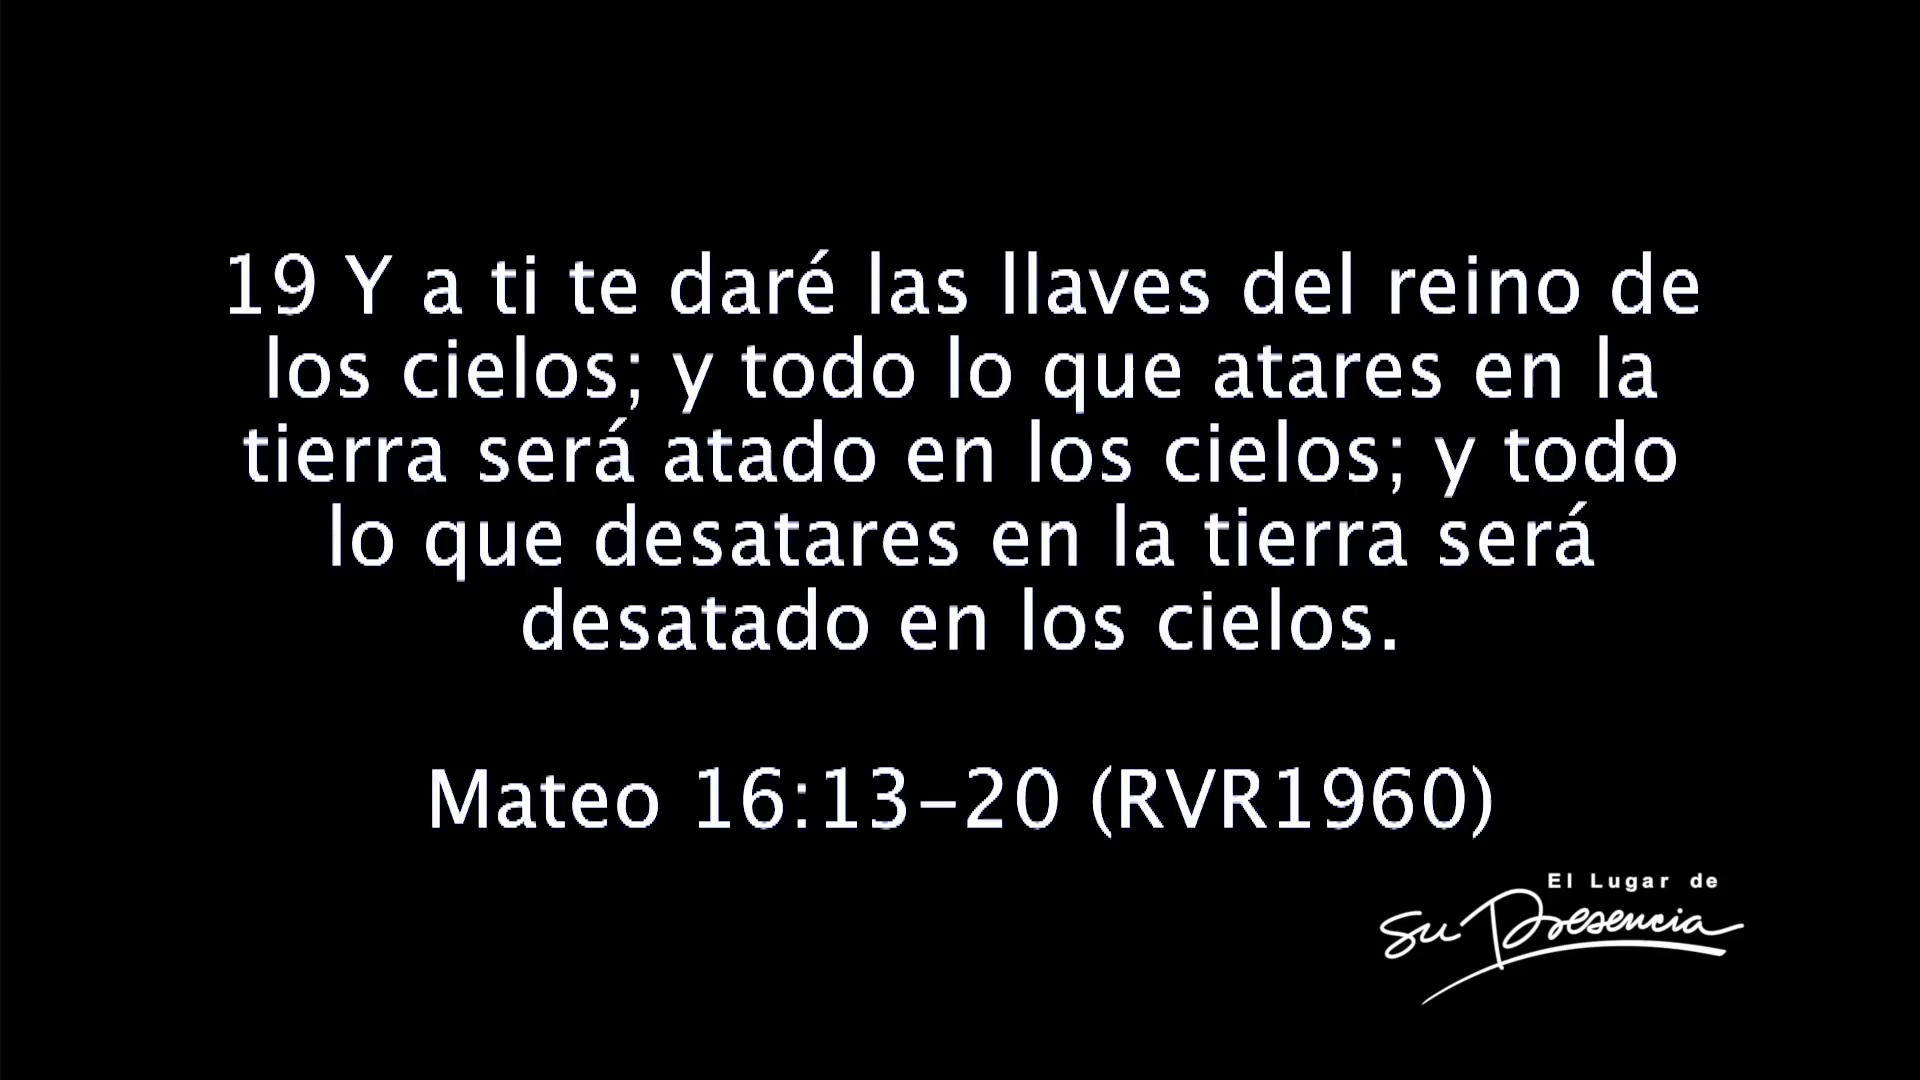 19 Y a ti te daré las llaves del reino de
los cielos; y todo lo que atares en la
tierra será atado en los cielos; y todo
lo que desatares en la tierra será
desatado en los cielos.
Mateo 16:13-20 (RVR1960)
El Lugar de
Su Presencia